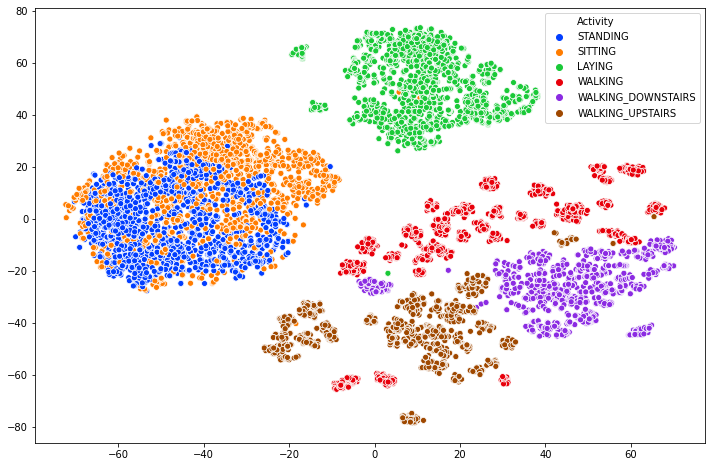 Activity
STANDING
SITTING
LAYING
WALKING
WALKING_DOWNSTAIRS
WALKING_UPSTAIRS
80
60
40
20
0
−20
−40
−60
−80
−60 −40 −20 0 20 40 60